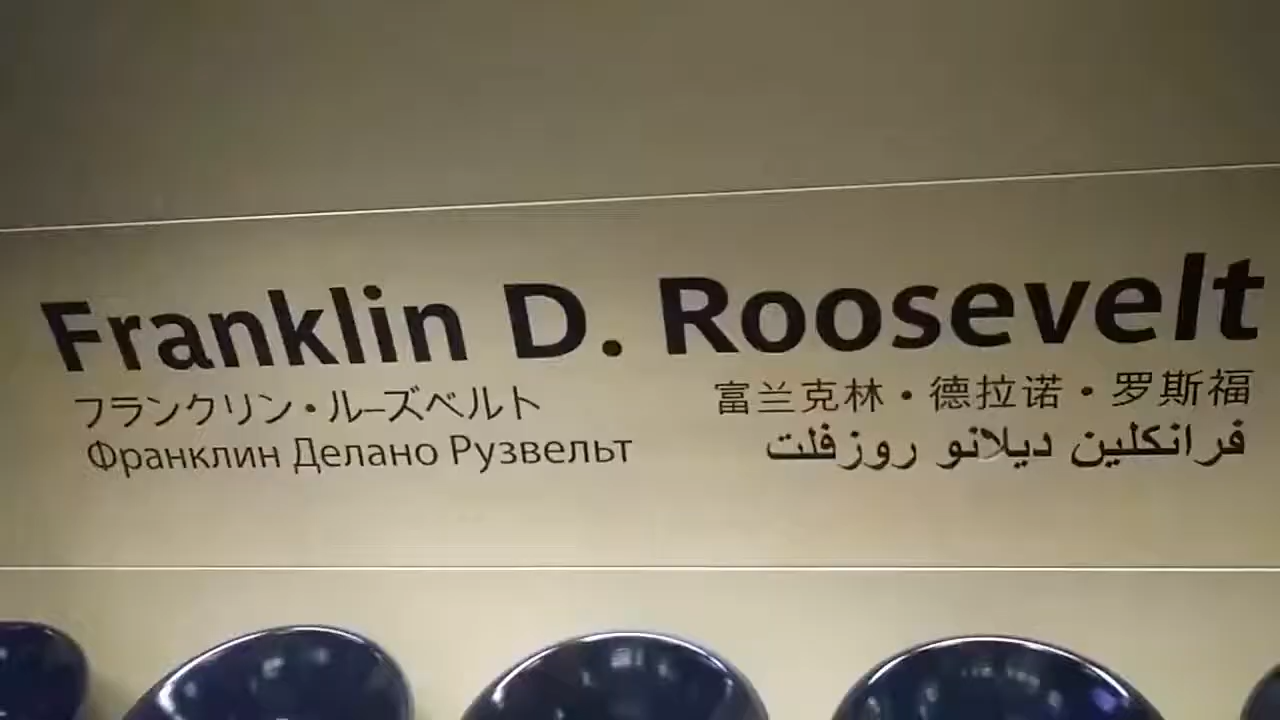 Franklin D. Roosevelt
フランクリン・ルーズベルト
富兰克林・德拉诺・罗斯福
Франклин Делано Рузвельт
فرانكلين ديلانو روزفلت